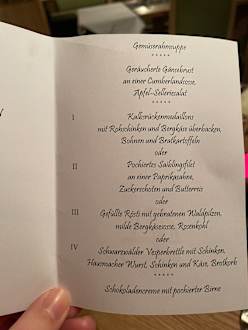 Gemüserahmsuppe
*****
Geräucherte Gänsebrust
an einer Cumberlandsoße,
Apfel-Selleriesalat
*****
I Kalbsrückenmedaillons
mit Rohschinken und Bergkäse überbacken,
Bohnen und Bratkartoffeln
oder
II Pochiertes Saiblingsfilet
an einer Paprikasahne,
Zuckerschoten und Butterreis
oder
III Gefüllte Rösti mit gebratenen Waldpilzen,
milde Bergkäsesoße, Rosenkohl
oder
IV Schwarzwälder Vesperbrettle mit Schinken,
Hausmacher Wurst, Schinken und Käse, Brotkorb
*****
Schokoladencreme mit pochierter Birne